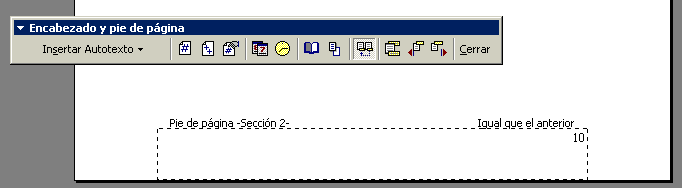 Encabezado y pie de página
Insertar Autotexto
Cerrar
Pie de página -Sección 2-
Igual que el anterior
10